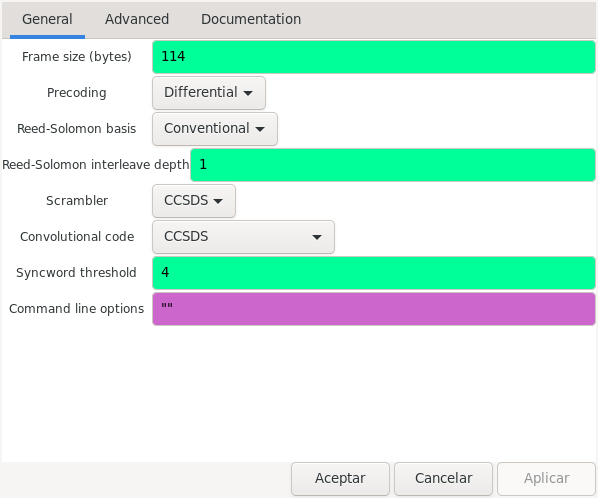 General Advanced Documentation
Frame size (bytes) 114
Precoding Differential
Reed-Solomon basis Conventional
Reed-Solomon interleave depth 1
Scrambler CCSDS
Convolutional code CCSDS
Syncword threshold 4
Command line options ""
Aceptar Cancelar Aplicar